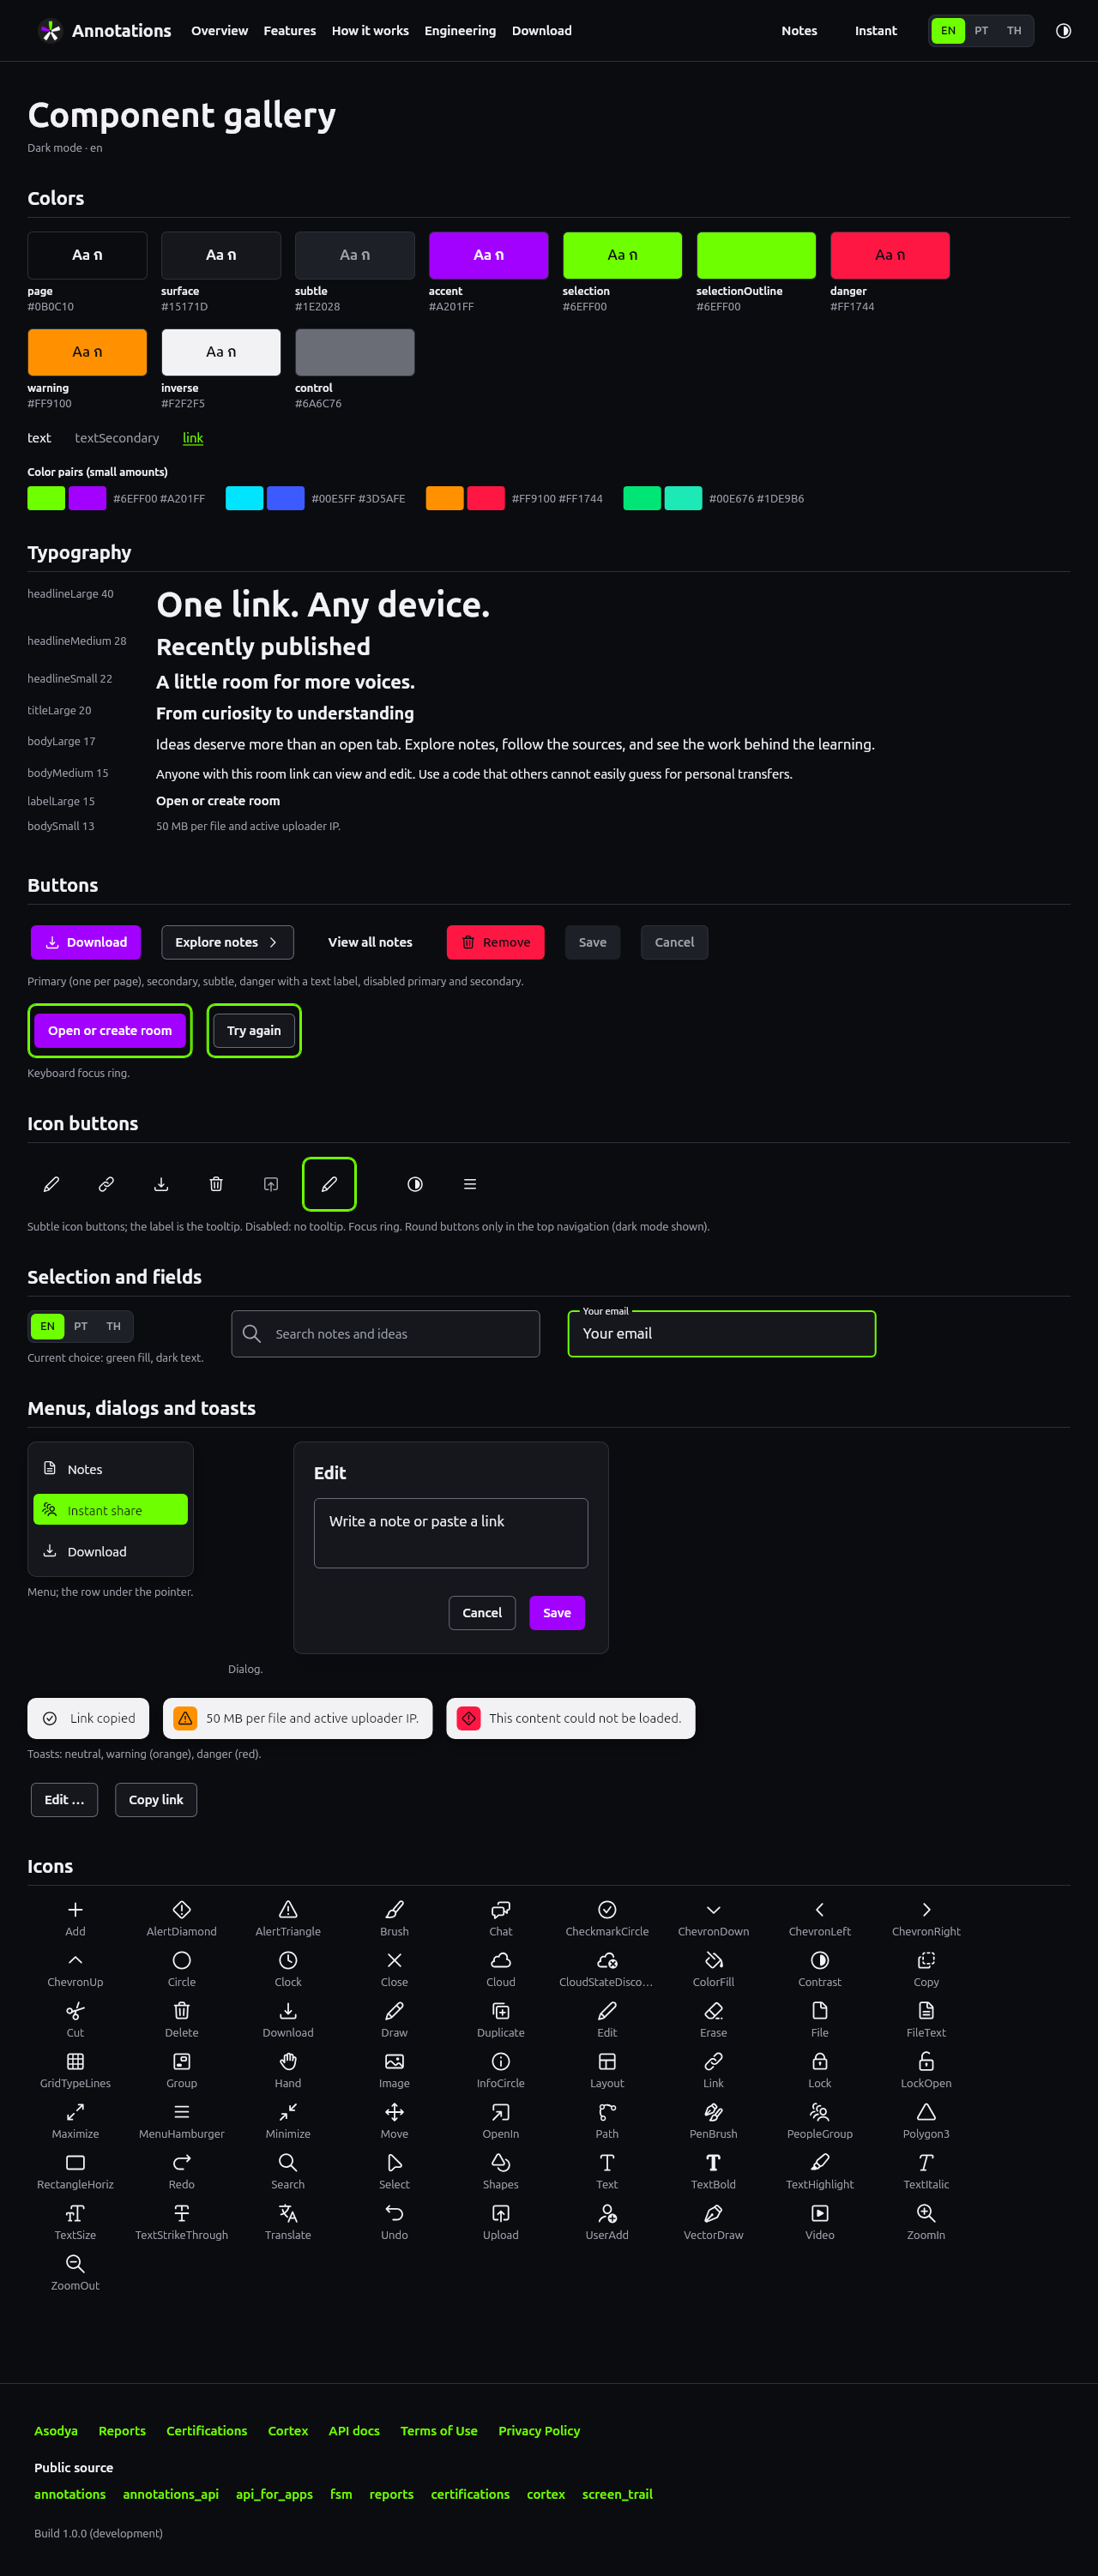 Annotations Overview Features How it works Engineering Download Notes Instant EN PT TH
Component gallery
Dark mode · en
Colors
Aa ก Aa ก Aa ก Aa ก Aa ก Aa ก
page surface subtle accent selection selectionOutline danger
#0B0C10 #15171D #1E2028 #A201FF #6EFF00 #6EFF00 #FF1744
Aa ก Aa ก
warning inverse control
#FF9100 #F2F2F5 #6A6C76
text textSecondary link
Color pairs (small amounts)
#6EFF00 #A201FF #00E5FF #3D5AFE #FF9100 #FF1744 #00E676 #1DE9B6
Typography
headlineLarge 40 One link. Any device.
headlineMedium 28 Recently published
headlineSmall 22 A little room for more voices.
titleLarge 20 From curiosity to understanding
bodyLarge 17 Ideas deserve more than an open tab. Explore notes, follow the sources, and see the work behind the learning.
bodyMedium 15 Anyone with this room link can view and edit. Use a code that others cannot easily guess for personal transfers.
labelLarge 15 Open or create room
bodySmall 13 50 MB per file and active uploader IP.
Buttons
Download Explore notes View all notes Remove Save Cancel
Primary (one per page), secondary, subtle, danger with a text label, disabled primary and secondary.
Open or create room Try again
Keyboard focus ring.
Icon buttons
Subtle icon buttons; the label is the tooltip. Disabled: no tooltip. Focus ring. Round buttons only in the top navigation (dark mode shown).
Selection and fields
Your email
EN PT TH Search notes and ideas Your email
Current choice: green fill, dark text.
Menus, dialogs and toasts
Notes
Instant share
Download
Menu; the row under the pointer.
Edit
Write a note or paste a link
Cancel Save
Dialog.
Link copied 50 MB per file and active uploader IP. This content could not be loaded.
Toasts: neutral, warning (orange), danger (red).
Edit … Copy link
Icons
Add AlertDiamond AlertTriangle Brush Chat CheckmarkCircle ChevronDown ChevronLeft ChevronRight
ChevronUp Circle Clock Close Cloud CloudStateDisco… ColorFill Contrast Copy
Cut Delete Download Draw Duplicate Edit Erase File FileText
GridTypeLines Group Hand Image InfoCircle Layout Link Lock LockOpen
Maximize MenuHamburger Minimize Move OpenIn Path PenBrush PeopleGroup Polygon3
RectangleHoriz Redo Search Select Shapes Text TextBold TextHighlight TextItalic
TextSize TextStrikeThrough Translate Undo Upload UserAdd VectorDraw Video ZoomIn
ZoomOut
Asodya Reports Certifications Cortex API docs Terms of Use Privacy Policy
Public source
annotations annotations_api api_for_apps fsm reports certifications cortex screen_trail
Build 1.0.0 (development)